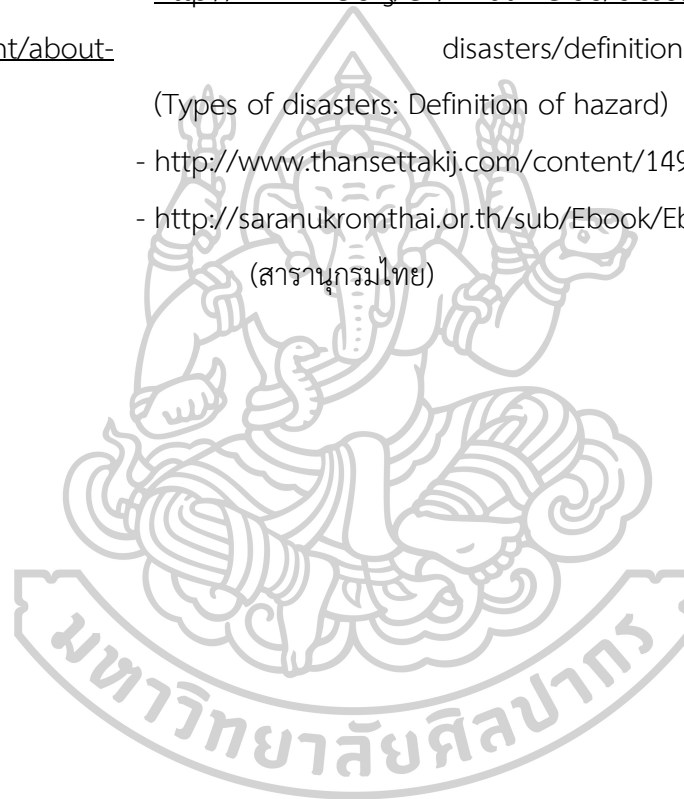 nt/about- disasters/definition
(Types of disasters: Definition of hazard)
- http://www.thansettakij.com/content/149
- http://saranukromthai.or.th/sub/Ebook/Eb
(สารานุกรมไทย)
มหาวิทยาลัยศิลปากร